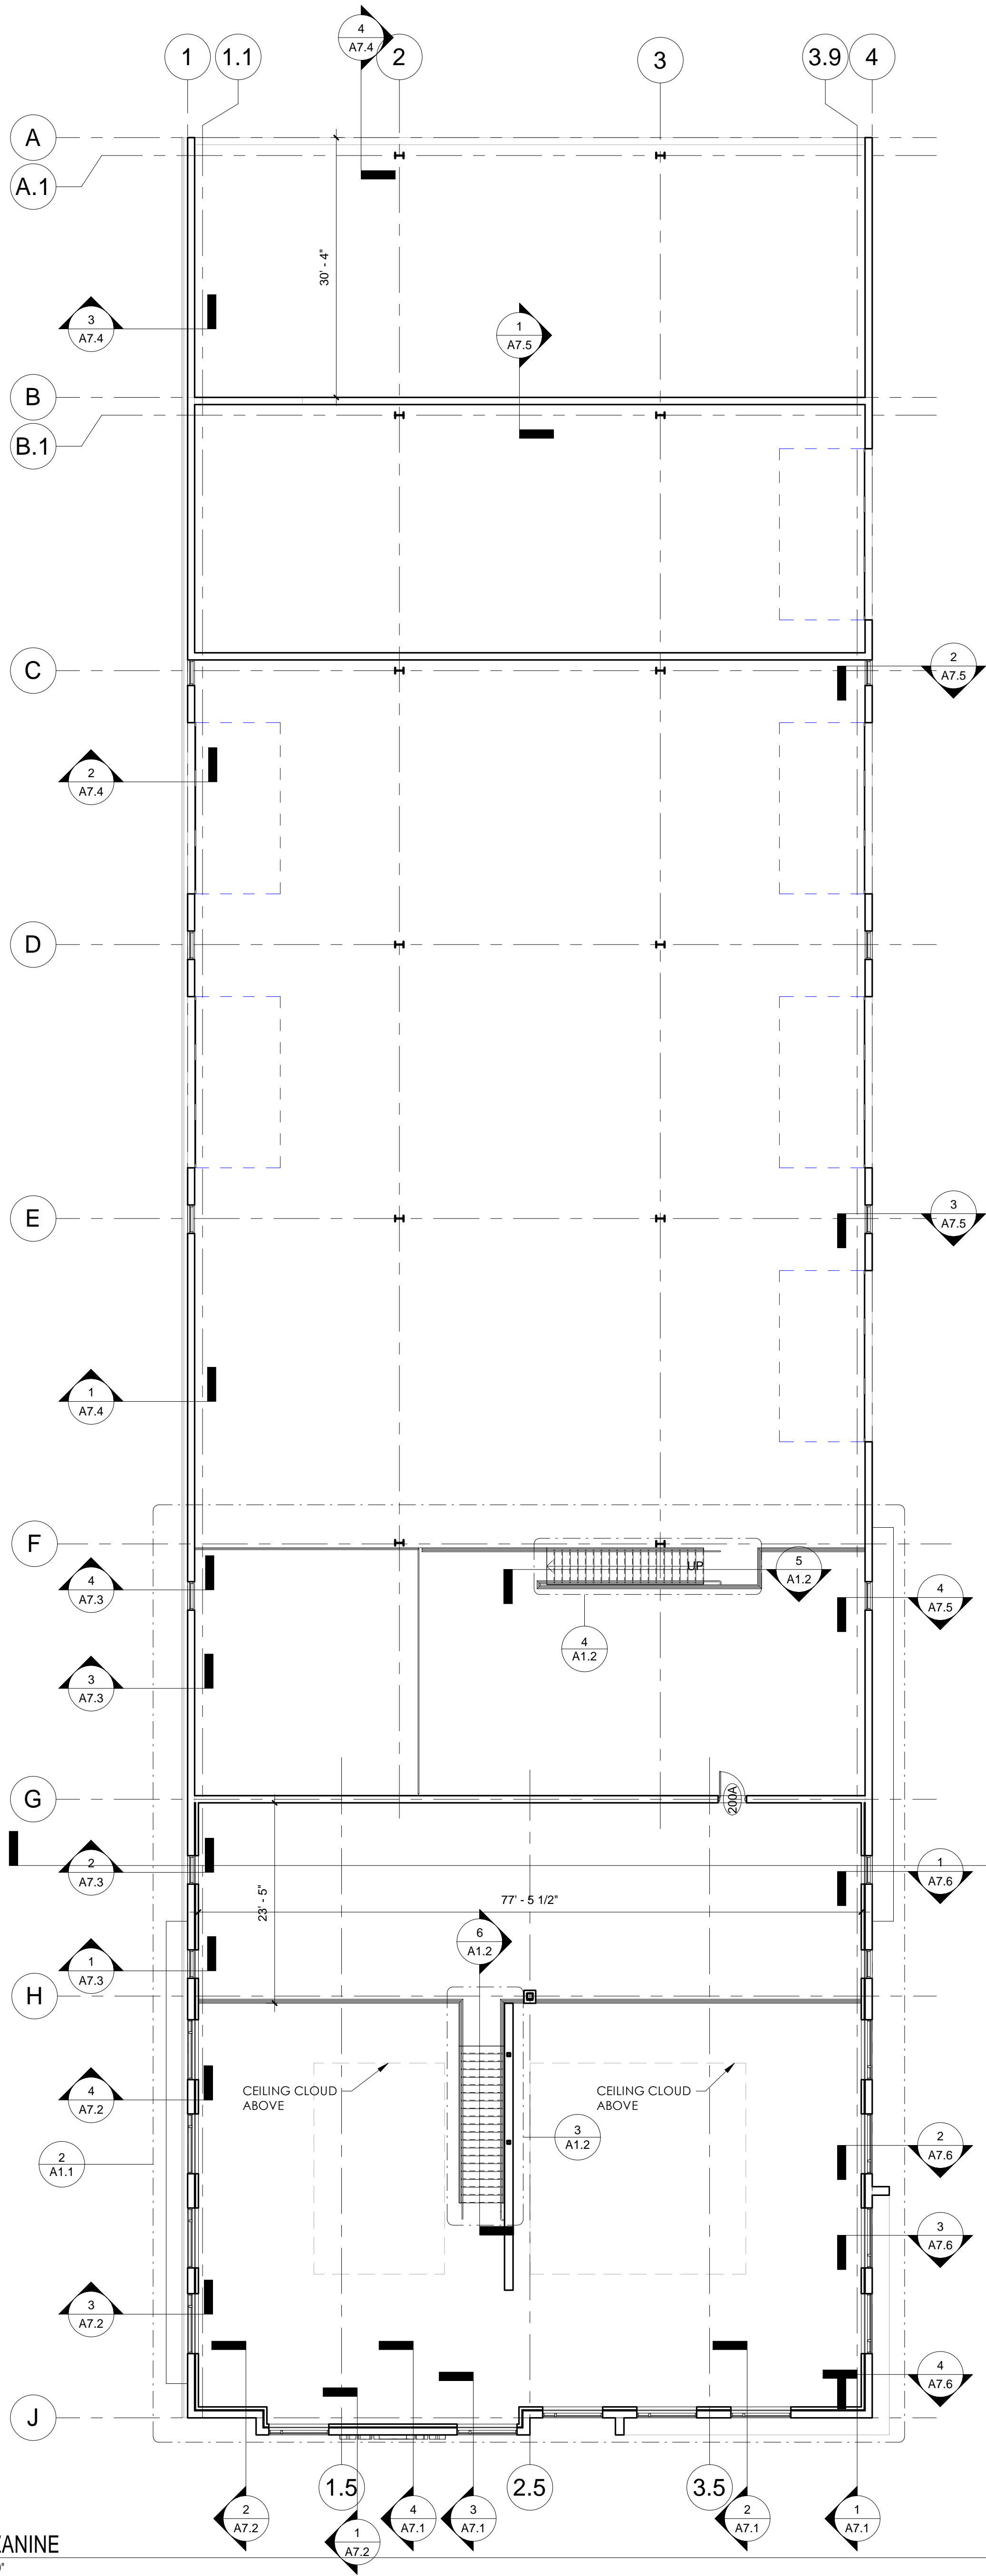 4
A7.4
1
1.1
2
3
3.9
4
A
A.1
30' - 4"
3
A7.4
1
A7.5
B
B.1
C
2
A7.5
2
A7.4
D
E
3
A7.5
1
A7.4
F
UP
5
A1.2
4
A7.3
4
A7.5
4
A1.2
3
A7.3
G
200A
2
A7.3
1
A7.6
23' - 5"
77' - 5 1/2"
6
A1.2
1
A7.3
H
CEILING CLOUD
ABOVE
CEILING CLOUD
ABOVE
4
A7.2
3
A1.2
2
A7.6
2
A1.1
3
A7.6
3
A7.2
4
A7.6
J
1.5
2.5
3.5
2
A7.2
1
A7.2
4
A7.1
3
A7.1
2
A7.1
1
A7.1